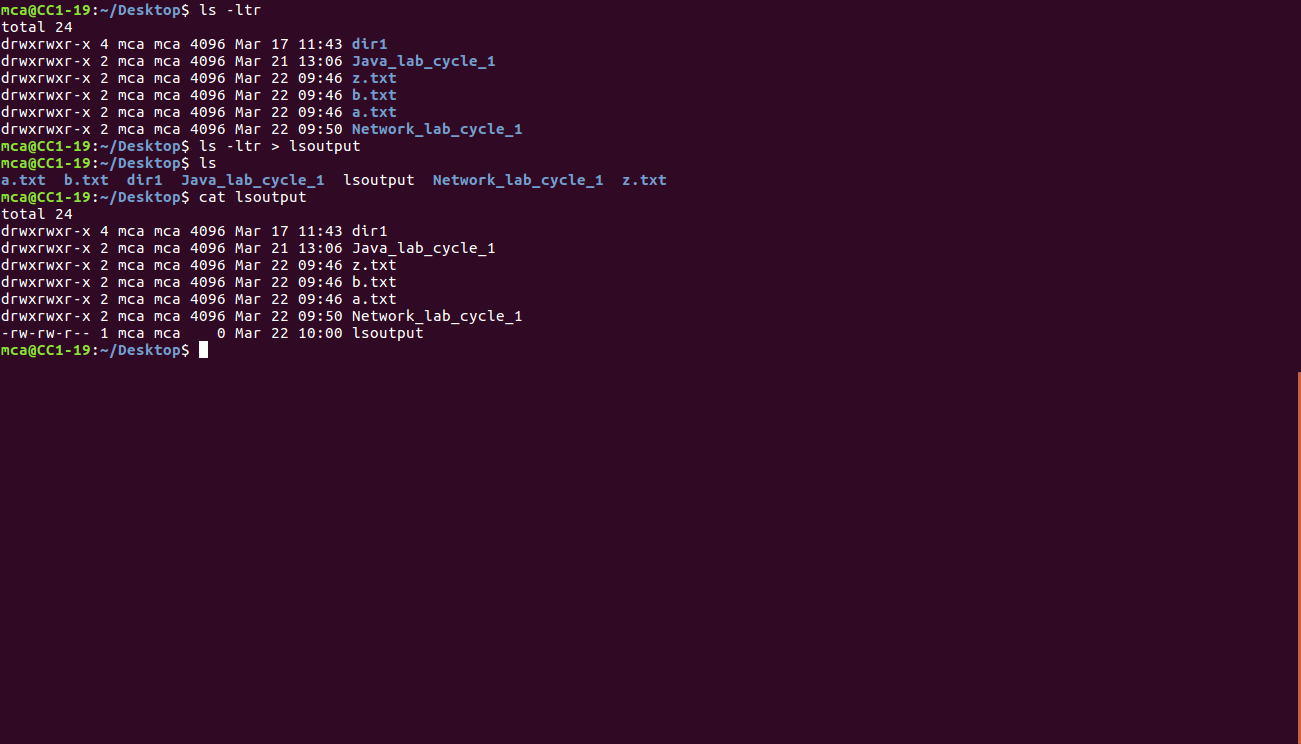 mca@CC1-19:~/Desktop$ ls -ltr
total 24
drwxrwxr-x 4 mca mca 4096 Mar 17 11:43 dir1
drwxrwxr-x 2 mca mca 4096 Mar 21 13:06 Java_lab_cycle_1
drwxrwxr-x 2 mca mca 4096 Mar 22 09:46 z.txt
drwxrwxr-x 2 mca mca 4096 Mar 22 09:46 b.txt
drwxrwxr-x 2 mca mca 4096 Mar 22 09:46 a.txt
drwxrwxr-x 2 mca mca 4096 Mar 22 09:50 Network_lab_cycle_1
mca@CC1-19:~/Desktop$ ls -ltr > lsoutput
mca@CC1-19:~/Desktop$ ls
a.txt  b.txt  dir1  Java_lab_cycle_1  lsoutput  Network_lab_cycle_1  z.txt
mca@CC1-19:~/Desktop$ cat lsoutput
total 24
drwxrwxr-x 4 mca mca 4096 Mar 17 11:43 dir1
drwxrwxr-x 2 mca mca 4096 Mar 21 13:06 Java_lab_cycle_1
drwxrwxr-x 2 mca mca 4096 Mar 22 09:46 z.txt
drwxrwxr-x 2 mca mca 4096 Mar 22 09:46 b.txt
drwxrwxr-x 2 mca mca 4096 Mar 22 09:46 a.txt
drwxrwxr-x 2 mca mca 4096 Mar 22 09:50 Network_lab_cycle_1
-rw-rw-r-- 1 mca mca    0 Mar 22 10:00 lsoutput
mca@CC1-19:~/Desktop$